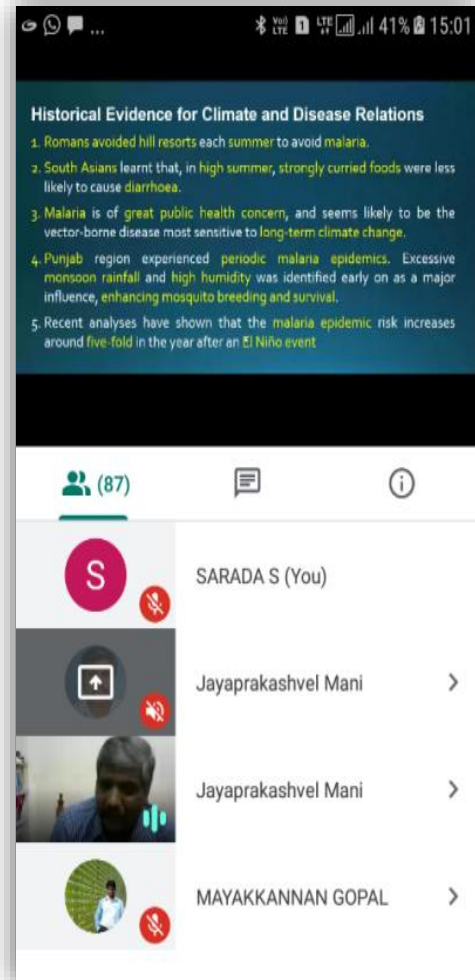 ... Vo) LTE 1 LTE 41% 15:01
Historical Evidence for Climate and Disease Relations
1. Romans avoided hill resorts each summer to avoid malaria.
2. South Asians learnt that, in high summer, strongly curried foods were less
likely to cause diarrhoea.
3. Malaria is of great public health concern, and seems likely to be the
vector-borne disease most sensitive to long-term climate change.
4. Punjab region experienced periodic malaria epidemics. Excessive
monsoon rainfall and high humidity was identified early on as a major
influence, enhancing mosquito breeding and survival.
5. Recent analyses have shown that the malaria epidemic risk increases
around five-fold in the year after an El Niño event
(87)
S SARADA S (You)
Jayaprakashvel Mani
Jayaprakashvel Mani
MAYAKKANNAN GOPAL